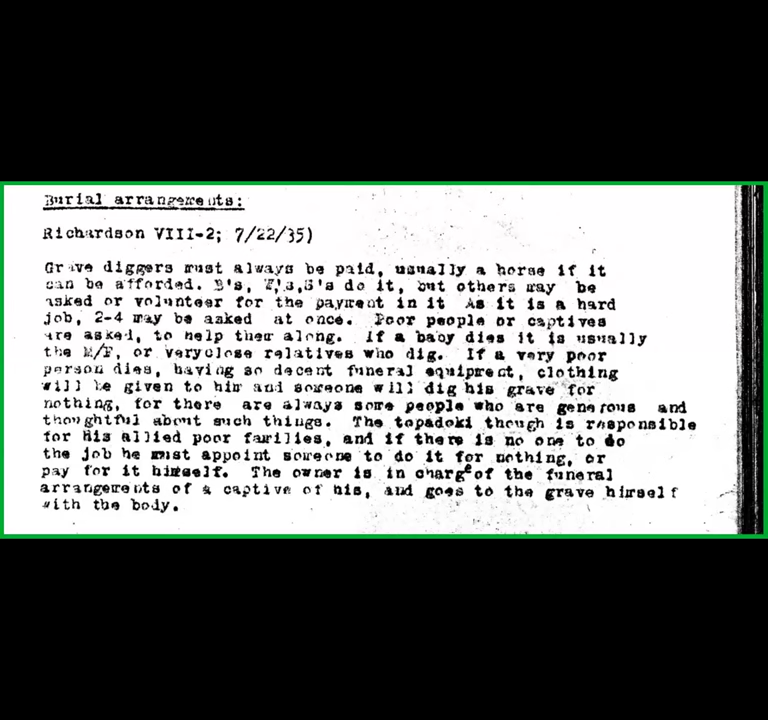 Burial arrangements:
Richardson VIII-2; 7/22/35)
Grave diggers must always be paid, usually a horse if it
can be afforded. B's, F's,S's do it, but others may be
asked or volunteer for the payment in it As it is a hard
job, 2-4 may be asked at once. Poor people or captives
are asked, to help them along. If a baby dies it is usually
the M/F, or veryclose relatives who dig. If a very poor
person dies, having so decent funeral equipment, clothing
will be given to him and someone will dig his grave for
nothing, for there are always some people who are generous and
thoughtful about such things. The topadoki though is responsible
for his allied poor families, and if there is no one to do
the job he must appoint someone to do it for nothing, or
pay for it himself. The owner is in charge of the funeral
arrangements of a captive of his, and goes to the grave himself
with the body.